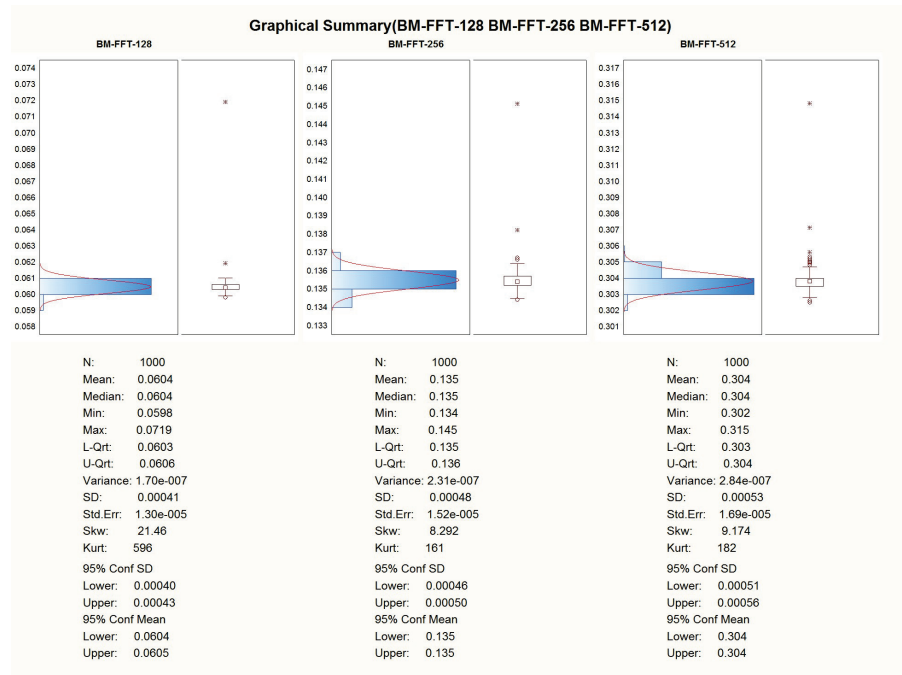 Graphical Summary(BM-FFT-128 BM-FFT-256 BM-FFT-512)
BM-FFT-128
0.074
0.073
0.072
0.071
0.070
0.069
0.068
0.067
0.066
0.065
0.064
0.063
0.062
0.061
0.060
0.059
0.058
N: 1000
Mean: 0.0604
Median: 0.0604
Min: 0.0598
Max: 0.0719
L-Qrt: 0.0603
U-Qrt: 0.0606
Variance: 1.70e-007
SD: 0.00041
Std.Err: 1.30e-005
Skw: 21.46
Kurt: 596
95% Conf SD
Lower: 0.00040
Upper: 0.00043
95% Conf Mean
Lower: 0.0604
Upper: 0.0605
BM-FFT-256
0.147
0.146
0.145
0.144
0.143
0.142
0.141
0.140
0.139
0.138
0.137
0.136
0.135
0.134
0.133
N: 1000
Mean: 0.135
Median: 0.135
Min: 0.134
Max: 0.145
L-Qrt: 0.135
U-Qrt: 0.136
Variance: 2.31e-007
SD: 0.00048
Std.Err: 1.52e-005
Skw: 8.292
Kurt: 161
95% Conf SD
Lower: 0.00046
Upper: 0.00050
95% Conf Mean
Lower: 0.135
Upper: 0.135
BM-FFT-512
0.317
0.316
0.315
0.314
0.313
0.312
0.311
0.310
0.309
0.308
0.307
0.306
0.305
0.304
0.303
0.302
0.301
N: 1000
Mean: 0.304
Median: 0.304
Min: 0.302
Max: 0.315
L-Qrt: 0.303
U-Qrt: 0.304
Variance: 2.84e-007
SD: 0.00053
Std.Err: 1.69e-005
Skw: 9.174
Kurt: 182
95% Conf SD
Lower: 0.00051
Upper: 0.00056
95% Conf Mean
Lower: 0.304
Upper: 0.304